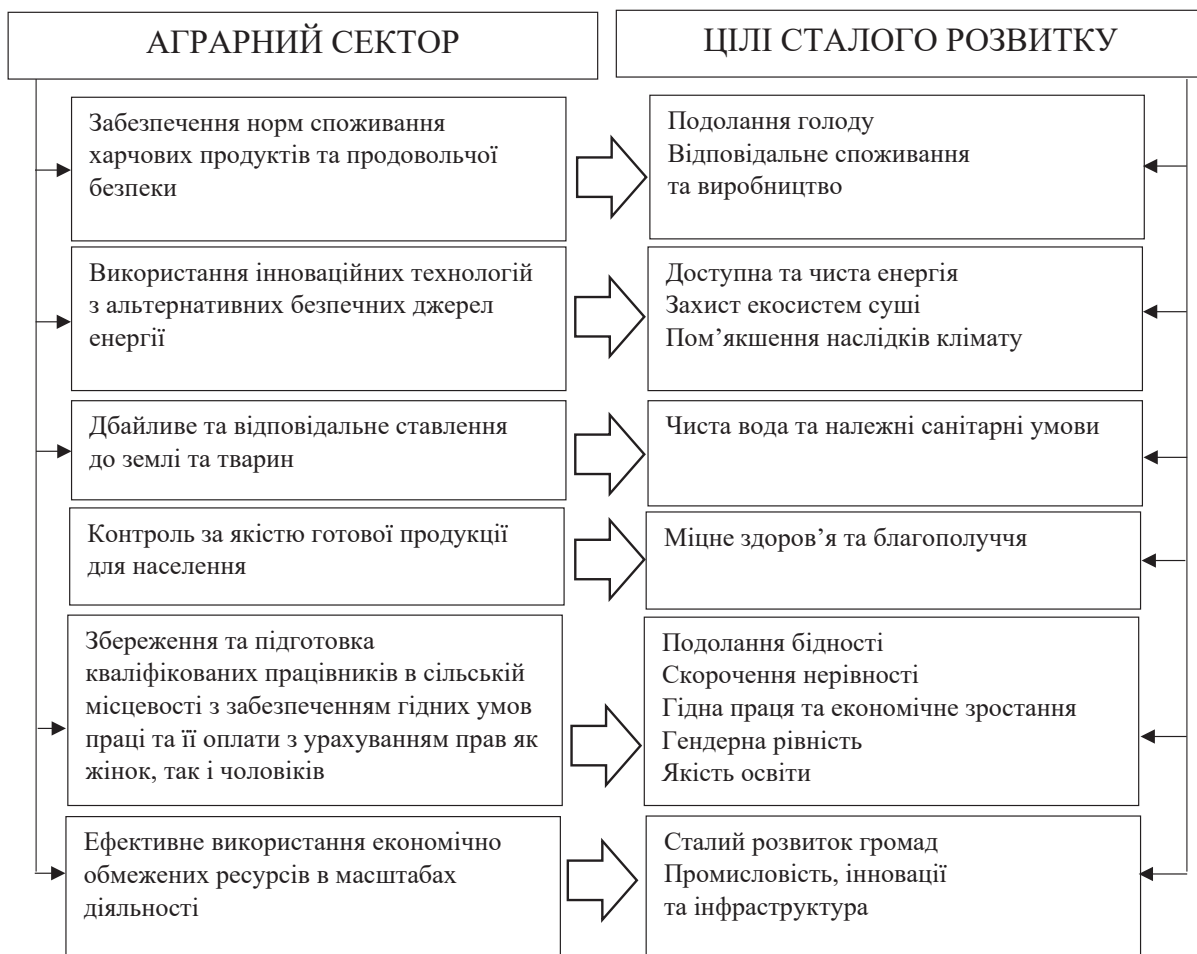 АГРАРНИЙ СЕКТОР
ЦІЛІ СТАЛОГО РОЗВИТКУ
Забезпечення норм споживання
харчових продуктів та продовольчої
безпеки
Подолання голоду
Відповідальне споживання
та виробництво
Використання інноваційних технологій
з альтернативних безпечних джерел
енергії
Доступна та чиста енергія
Захист екосистем суші
Пом’якшення наслідків клімату
Дбайливе та відповідальне ставлення
до землі та тварин
Чиста вода та належні санітарні умови
Контроль за якістю готової продукції
для населення
Міцне здоров’я та благополуччя
Збереження та підготовка
кваліфікованих працівників в сільській
місцевості з забезпеченням гідних умов
праці та її оплати з урахуванням прав як
жінок, так і чоловіків
Подолання бідності
Скорочення нерівності
Гідна праця та економічне зростання
Гендерна рівність
Якість освіти
Ефективне використання економічно
обмежених ресурсів в масштабах
діяльності
Сталий розвиток громад
Промисловість, інновації
та інфраструктура